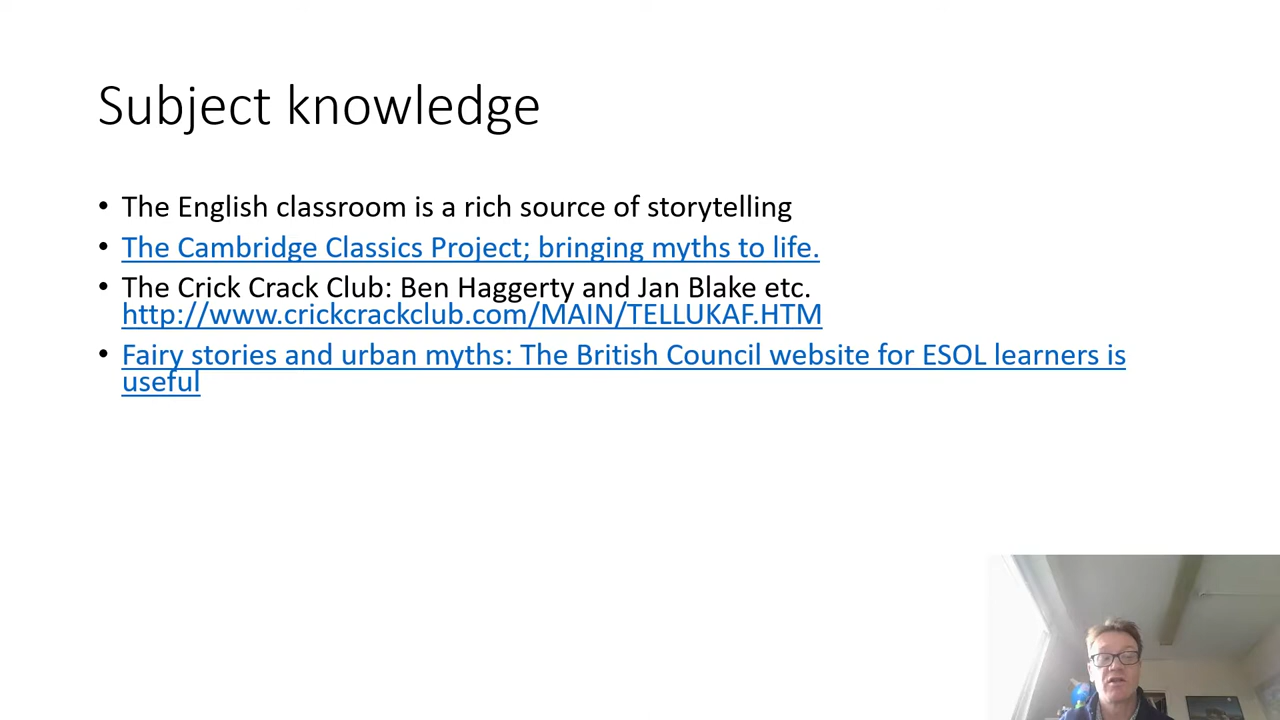 Subject knowledge
• The English classroom is a rich source of storytelling
• The Cambridge Classics Project; bringing myths to life.
• The Crick Crack Club: Ben Haggerty and Jan Blake etc.
http://www.crickcrackclub.com/MAIN/TELLUKAF.HTM
• Fairy stories and urban myths: The British Council website for ESOL learners is
useful